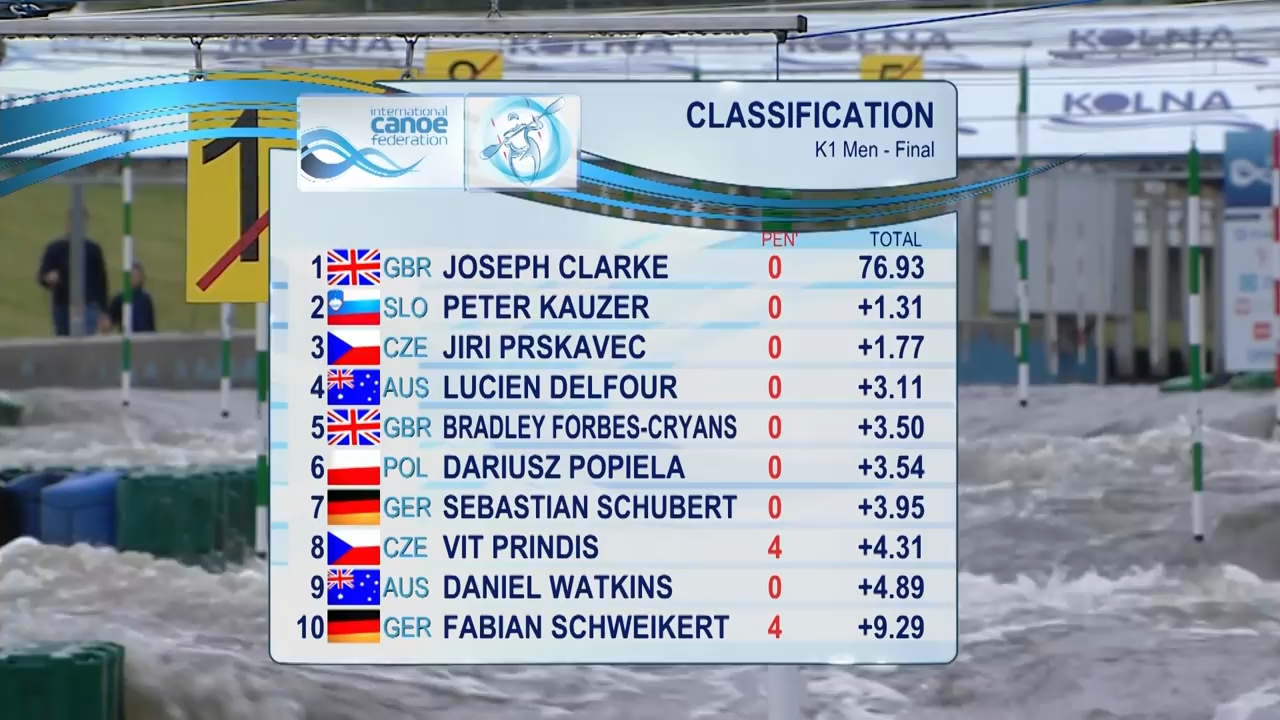 KOLNA KOLNA KOLNA KOLNA
KOLNA
international
canoe
federation
CLASSIFICATION
K1 Men - Final
PEN' TOTAL
1 GBR JOSEPH CLARKE 0 76.93
2 SLO PETER KAUZER 0 +1.31
3 CZE JIRI PRSKAVEC 0 +1.77
4 AUS LUCIEN DELFOUR 0 +3.11
5 GBR BRADLEY FORBES-CRYANS 0 +3.50
6 POL DARIUSZ POPIELA 0 +3.54
7 GER SEBASTIAN SCHUBERT 0 +3.95
8 CZE VIT PRINDIS 4 +4.31
9 AUS DANIEL WATKINS 0 +4.89
10 GER FABIAN SCHWEIKERT 4 +9.29